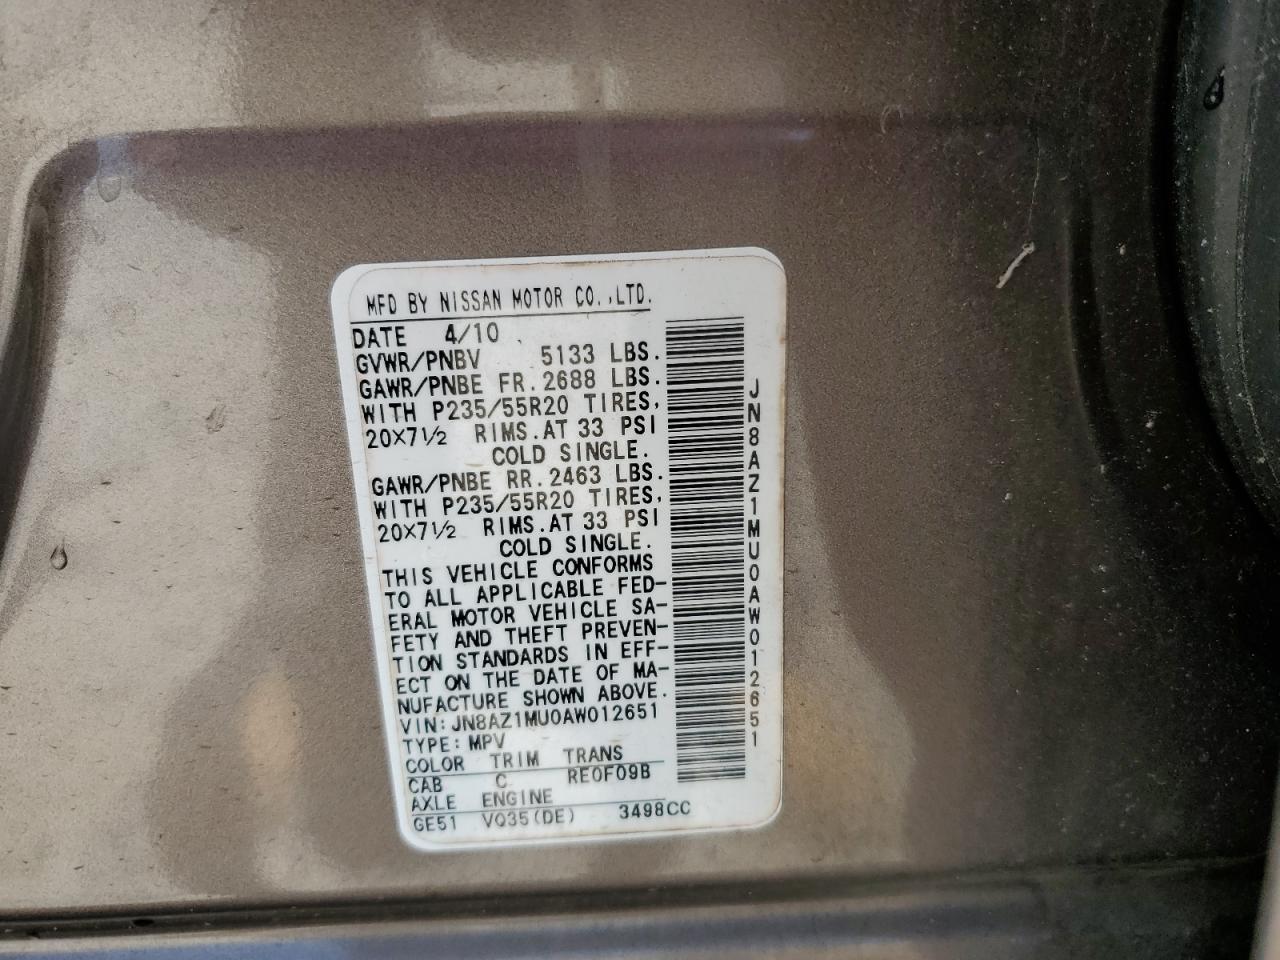 MFD BY NISSAN MOTOR CO.,LTD.
DATE 4/10
GVWR/PNBV 5133 LBS.
GAWR/PNBE FR. 2688 LBS.
WITH P235/55R20 TIRES,
20X7½ RIMS. AT 33 PSI
COLD SINGLE.
GAWR/PNBE RR. 2463 LBS.
WITH P235/55R20 TIRES,
20X7½ RIMS. AT 33 PSI
COLD SINGLE.
THIS VEHICLE CONFORMS
TO ALL APPLICABLE FED-
ERAL MOTOR VEHICLE SA-
FETY AND THEFT PREVEN-
TION STANDARDS IN EFF-
ECT ON THE DATE OF MA-
NUFACTURE SHOWN ABOVE.
VIN: JN8AZ1MU0AW012651
TYPE: MPV
COLOR TRIM TRANS
CAB C RE0F09B
AXLE ENGINE
GE51 VQ35(DE) 3498CC
JN8AZ1MU0AW012651